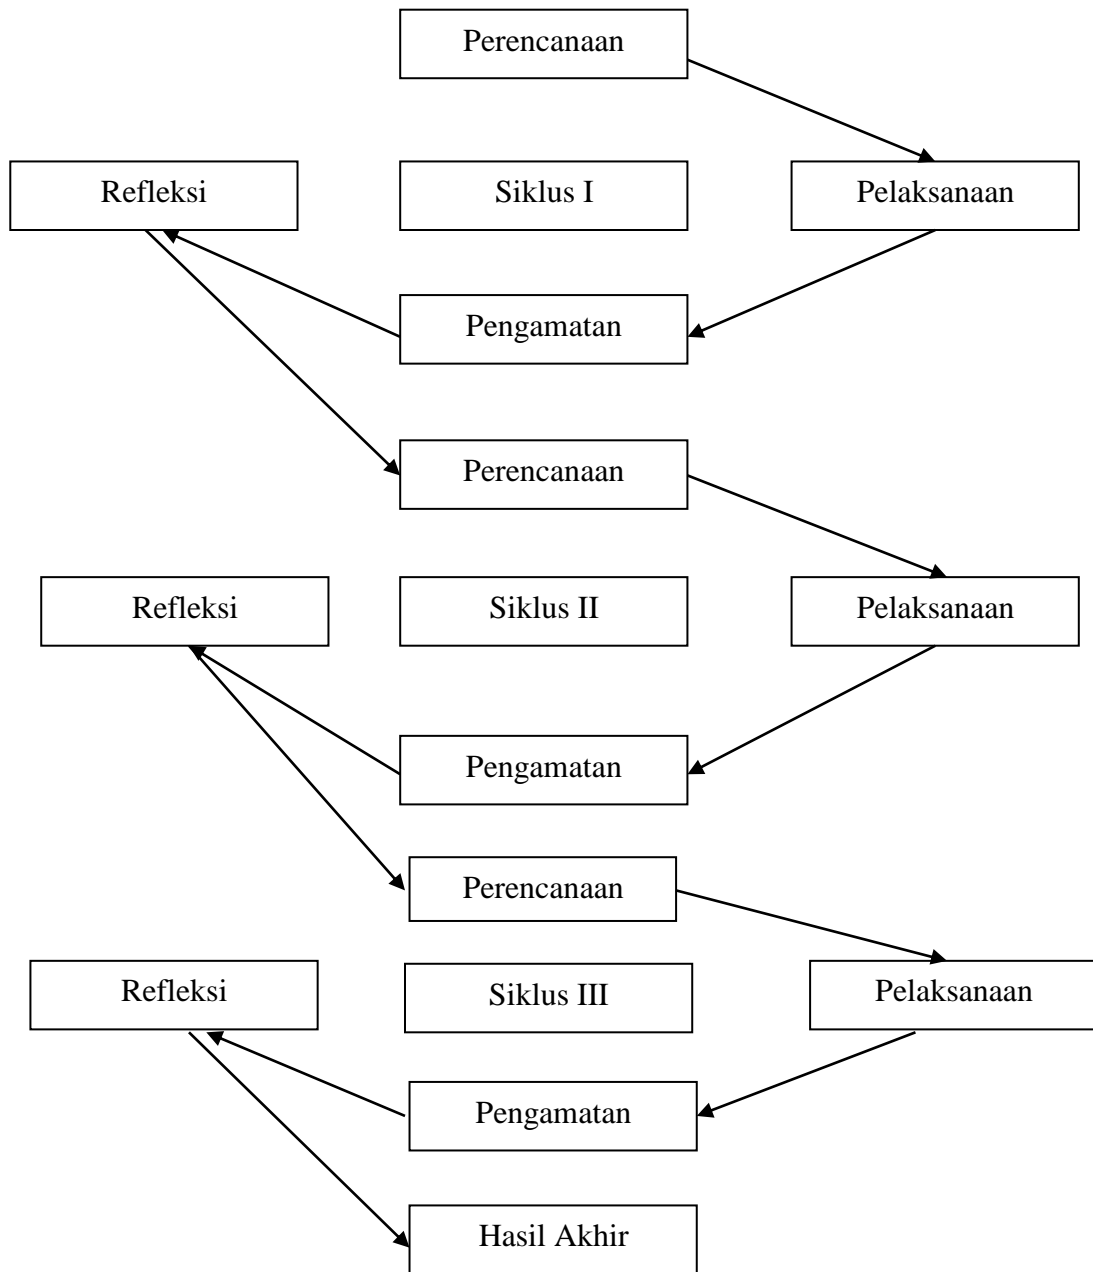 Perencanaan
Refleksi
Siklus I
Pelaksanaan
Pengamatan
Perencanaan
Refleksi
Siklus II
Pelaksanaan
Pengamatan
Perencanaan
Refleksi
Siklus III
Pelaksanaan
Pengamatan
Hasil Akhir